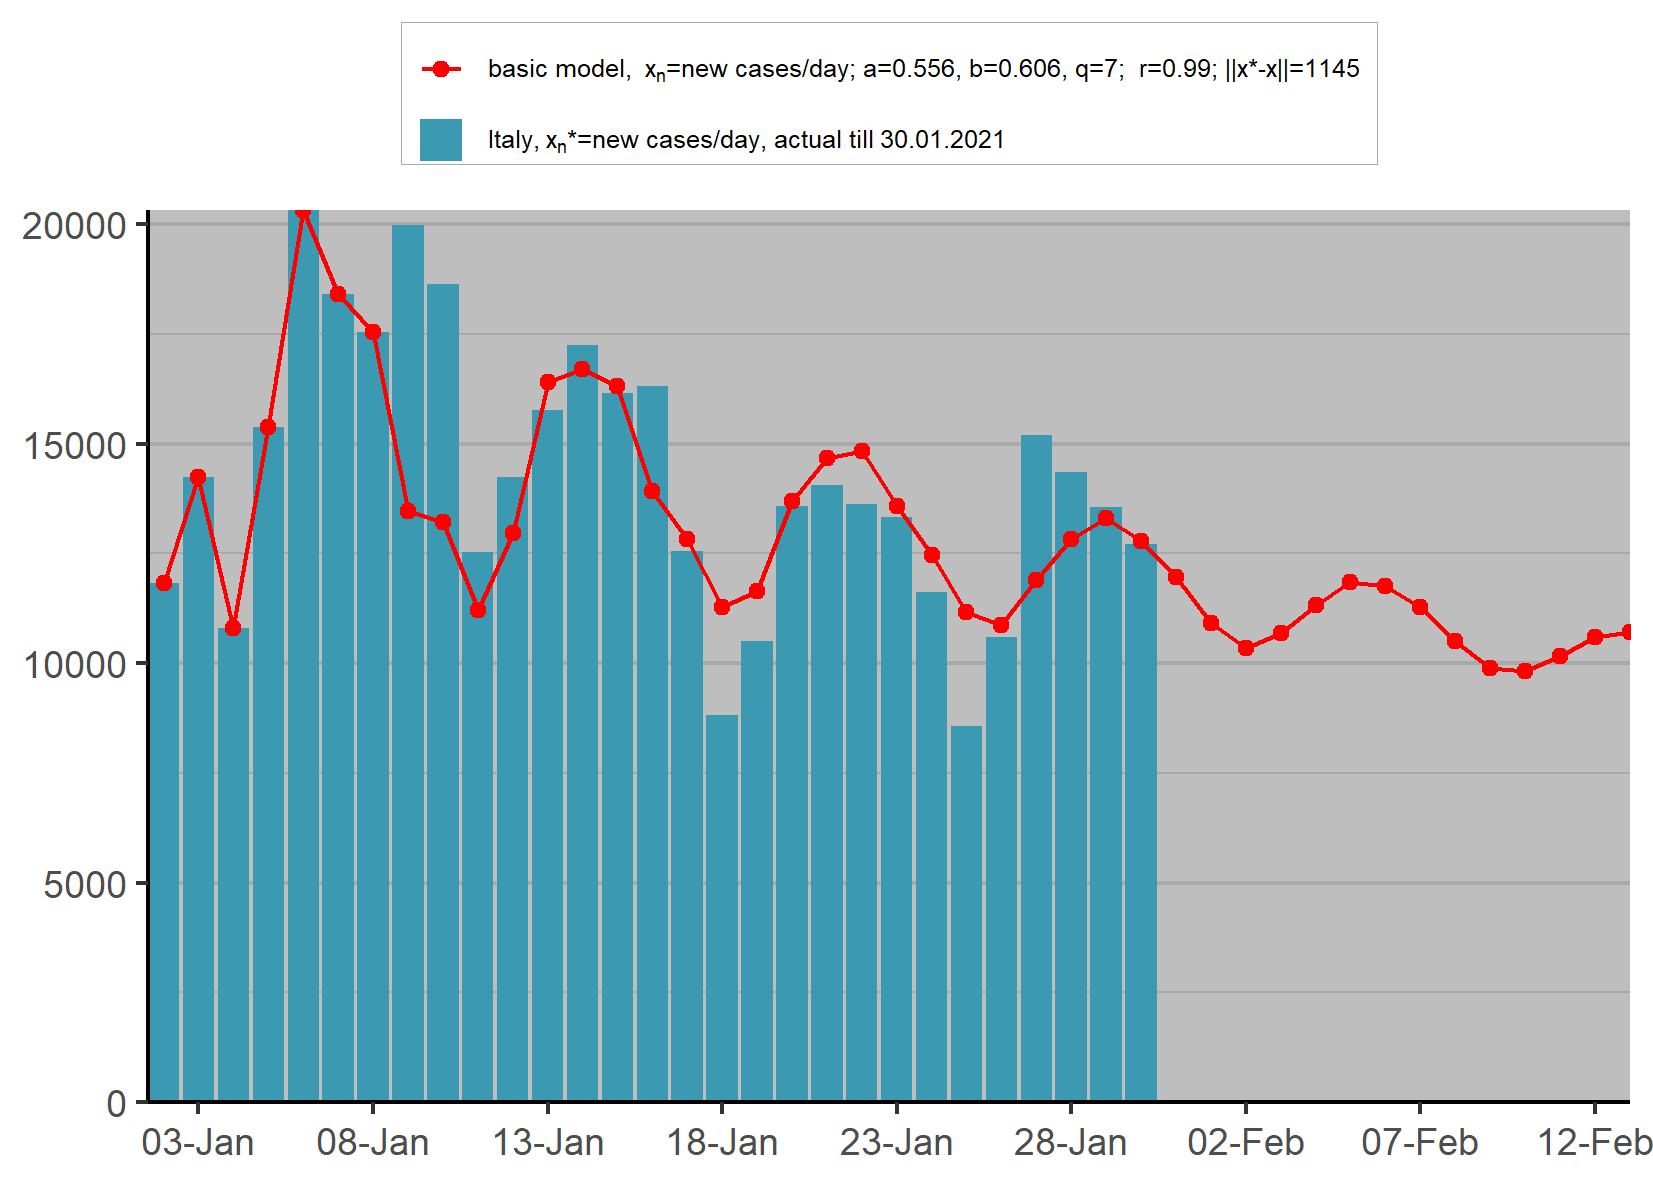 basic model, xn=new cases/day; a=0.556, b=0.606, q=7; r=0.99; ||x*-x||=1145
Italy, xn*=new cases/day, actual till 30.01.2021
20000
15000
10000
5000
0
03-Jan 08-Jan 13-Jan 18-Jan 23-Jan 28-Jan 02-Feb 07-Feb 12-Feb